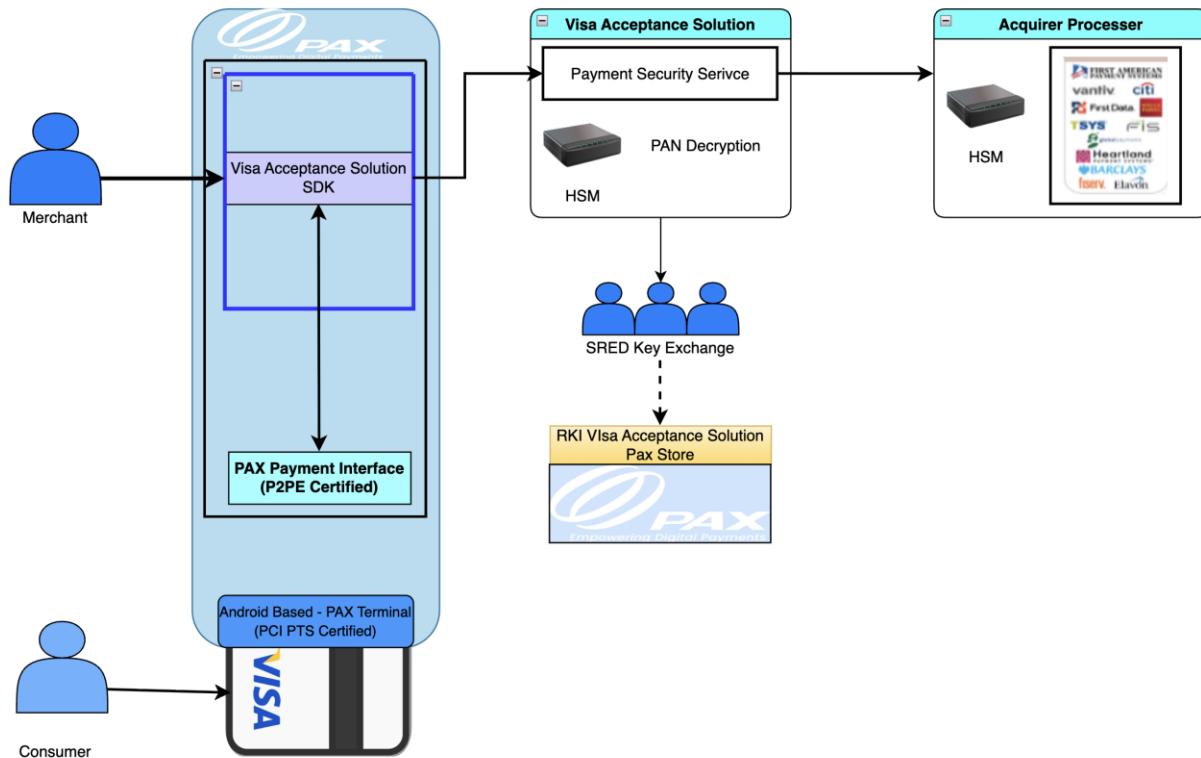 PAX
Empowering Digital Payments
Visa Acceptance Solution
SDK
PAX Payment Interface
(P2PE Certified)
Android Based - PAX Terminal
(PCI PTS Certified)
VISA
Merchant
Consumer
Visa Acceptance Solution
Payment Security Serivce
PAN Decryption
HSM
SRED Key Exchange
RKI VIsa Acceptance Solution
Pax Store
PAX
Empowering Digital Payments
Acquirer Processer
HSM
FIRST AMERICAN
PAYMENT SYSTEMS
vantiv. citi
First Data.
TSYS FIS
globalpayments
Heartland
PAYMENT SYSTEMS
BARCLAYS
fiserv. Elavon